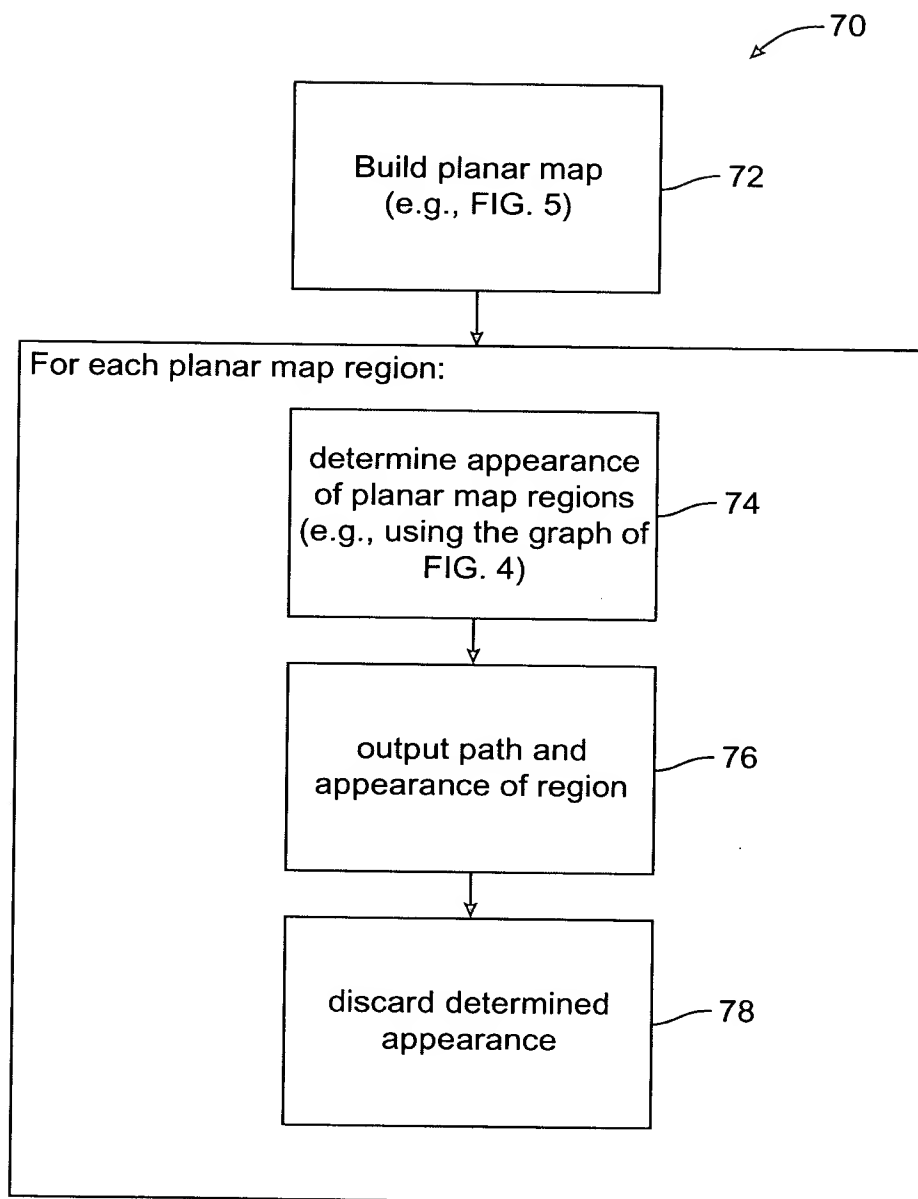 70
Build planar map
(e.g., FIG. 5)
72
For each planar map region:
determine appearance
of planar map regions
(e.g., using the graph of
FIG. 4)
74
output path and
appearance of region
76
discard determined
appearance
78